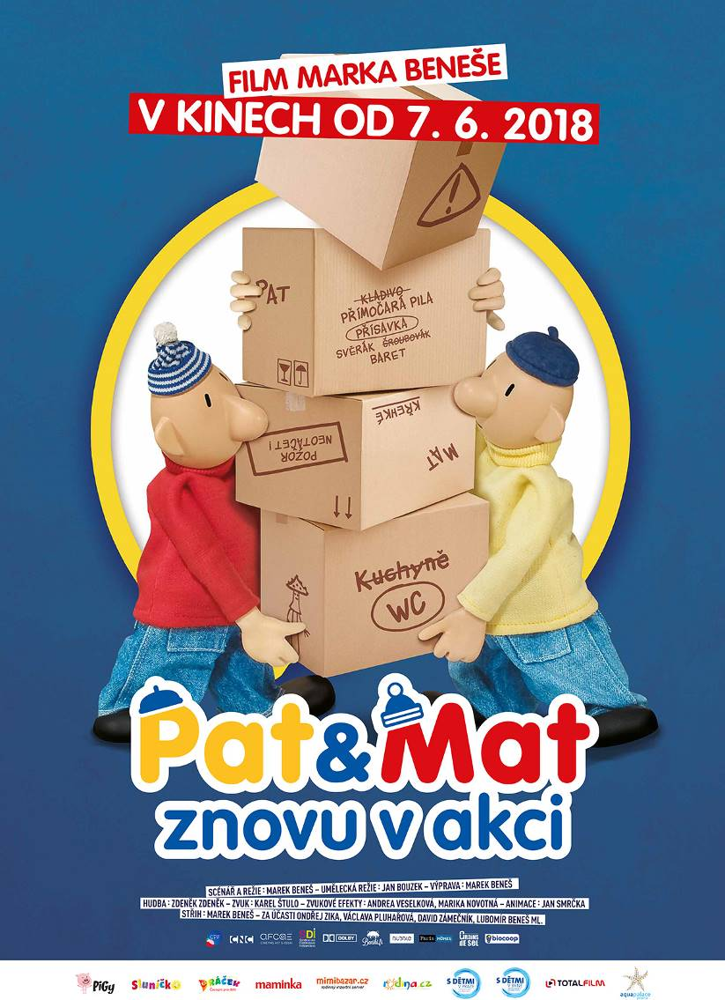 FILM MARKA BENEŠE
V KINECH OD 7. 6. 2018
PAT
KLADIVO
PŘÍMOČARÁ PILA
PŘÍSAVKA
SVĚRÁK ŠROUBOVÁK
BARET
KŘEHKÉ
POZOR
NEOTÁČET!
MAT
Kuchyně
WC
Pat & Mat
znovu v akci
SCÉNÁŘ A REŽIE: MAREK BENEŠ – UMĚLECKÁ REŽIE: JAN BOUZEK – VÝPRAVA: MAREK BENEŠ
HUDBA: ZDENĚK ZDENĚK – ZVUK: KAREL ŠTULO – ZVUKOVÉ EFEKTY: ANDREA VESELKOVÁ, MARIKA NOVOTNÁ – ANIMACE: JAN SMRČKA
STŘIH: MAREK BENEŠ – ZA ÚČASTI ONDŘEJ ZIKA, VÁCLAVA PLUHAŘOVÁ, DAVID ZÁMEČNÍK, LUBOMÍR BENEŠ ML.
CNC AFCAE SDI DOLBY Paris MÔMES GRAINS DE SEL biocoop
PiGy Sluníčko DRÁČEK maminka mimibazar.cz rodina.cz S DĚTMI S DĚTMI TOTALFILM aquapalace